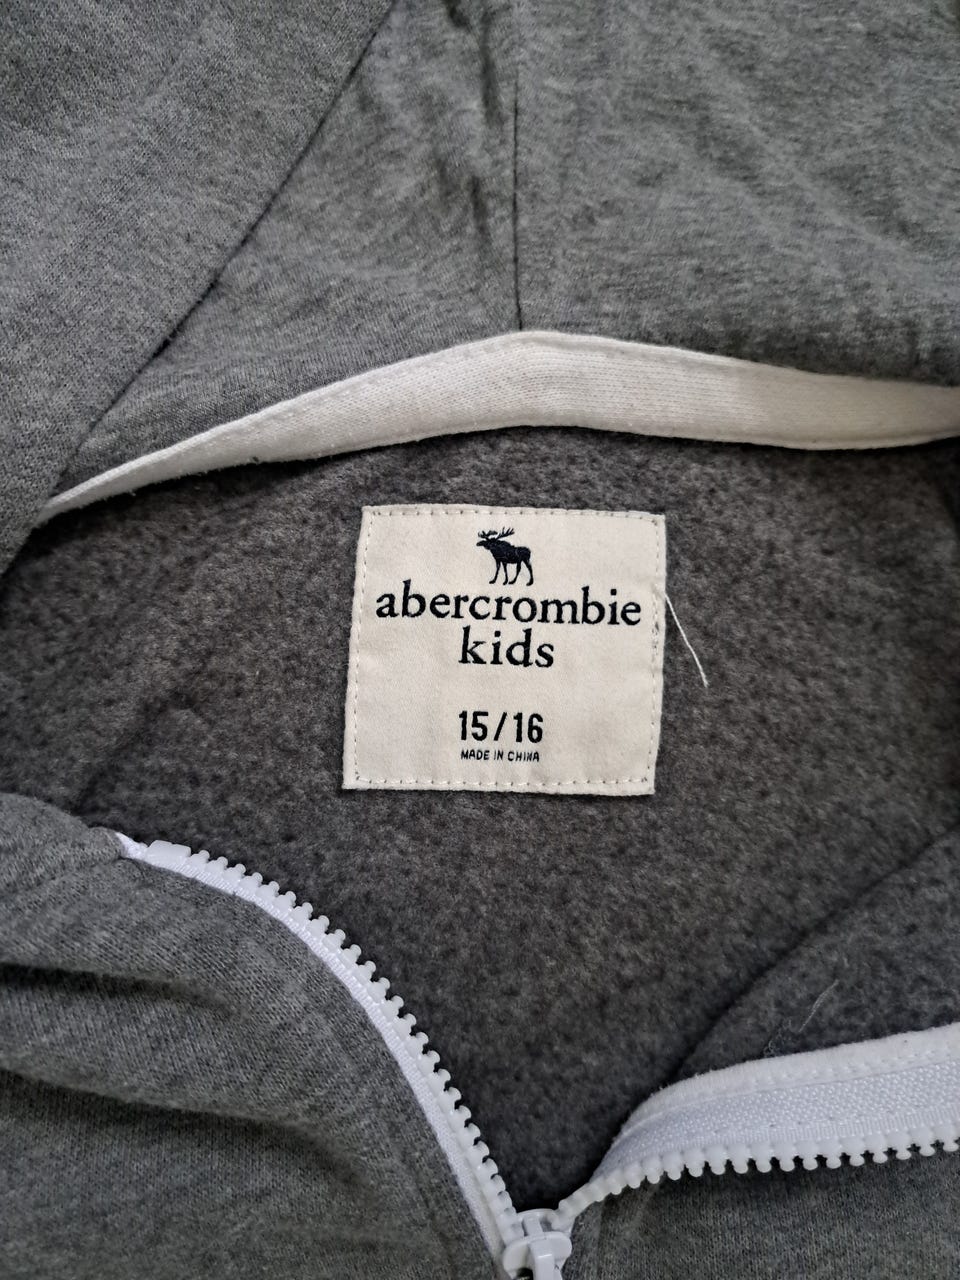 abercrombie
kids
15/16
MADE IN CHINA